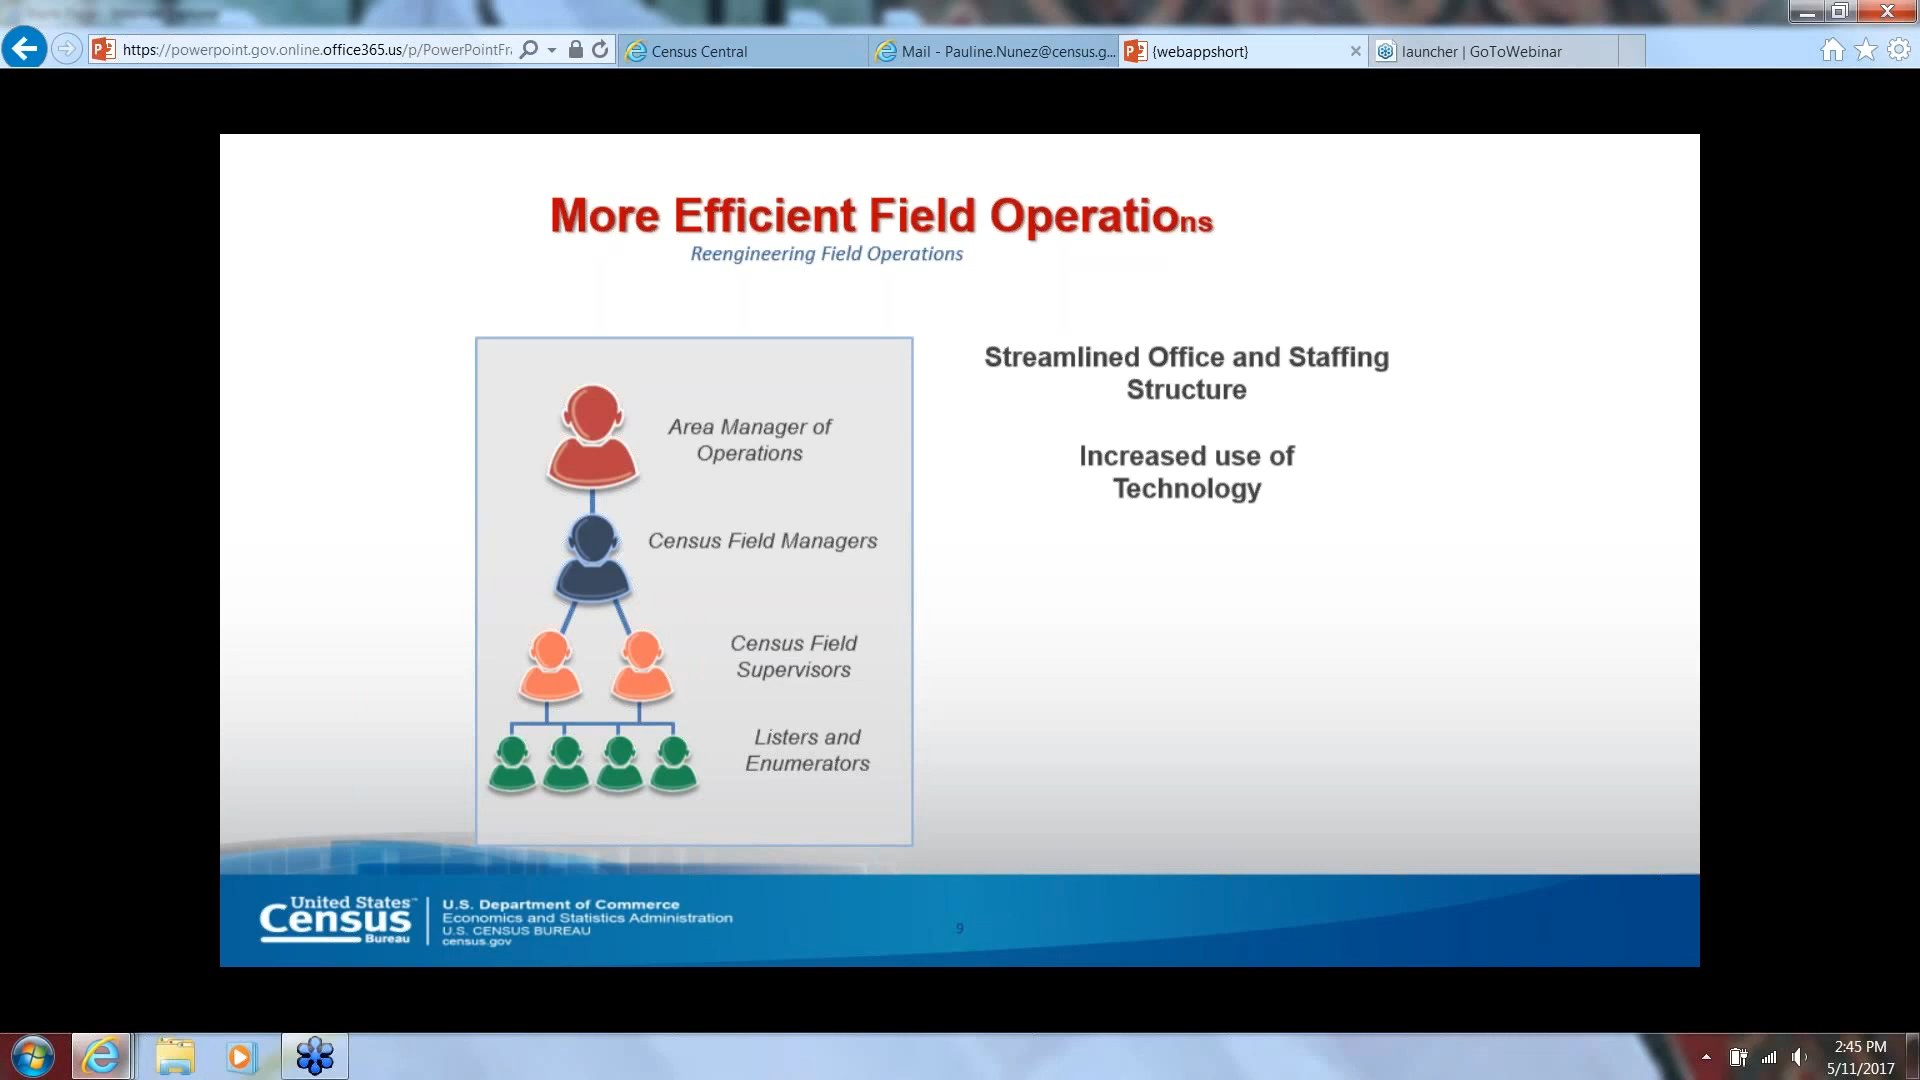 https://powerpoint.gov.online.office365.us/p/PowerPointFra
Census Central
Mail - Pauline.Nunez@census.g...
{webappshort}
launcher | GoToWebinar
More Efficient Field Operations
Reengineering Field Operations
Area Manager of
Operations
Census Field Managers
Census Field
Supervisors
Listers and
Enumerators
Streamlined Office and Staffing
Structure
Increased use of
Technology
United States™
Census
Bureau
U.S. Department of Commerce
Economics and Statistics Administration
U.S. CENSUS BUREAU
census.gov
9
2:45 PM
5/11/2017